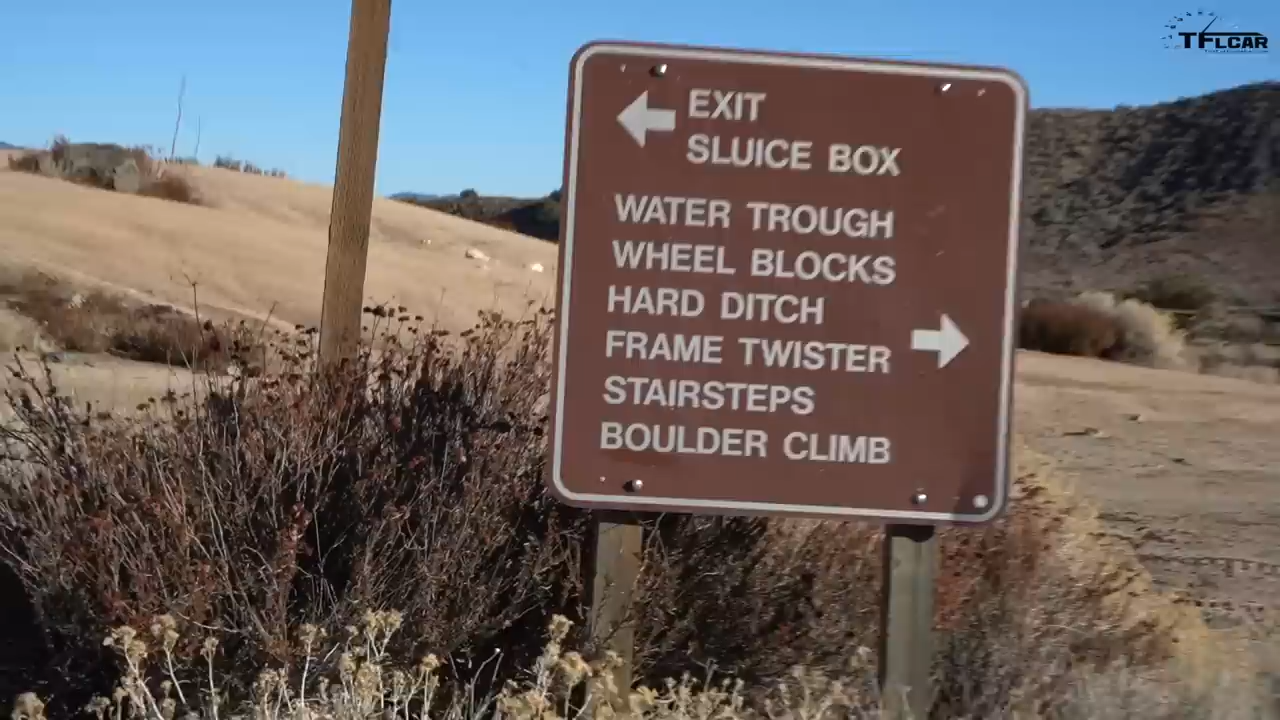 TFLCAR
EXIT
SLUICE BOX
WATER TROUGH
WHEEL BLOCKS
HARD DITCH
FRAME TWISTER
STAIRSTEPS
BOULDER CLIMB